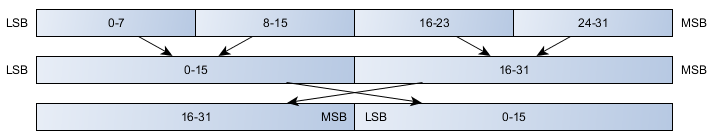 LSB 0-7 8-15 16-23 24-31 MSB
LSB 0-15 16-31 MSB
16-31 MSB LSB 0-15